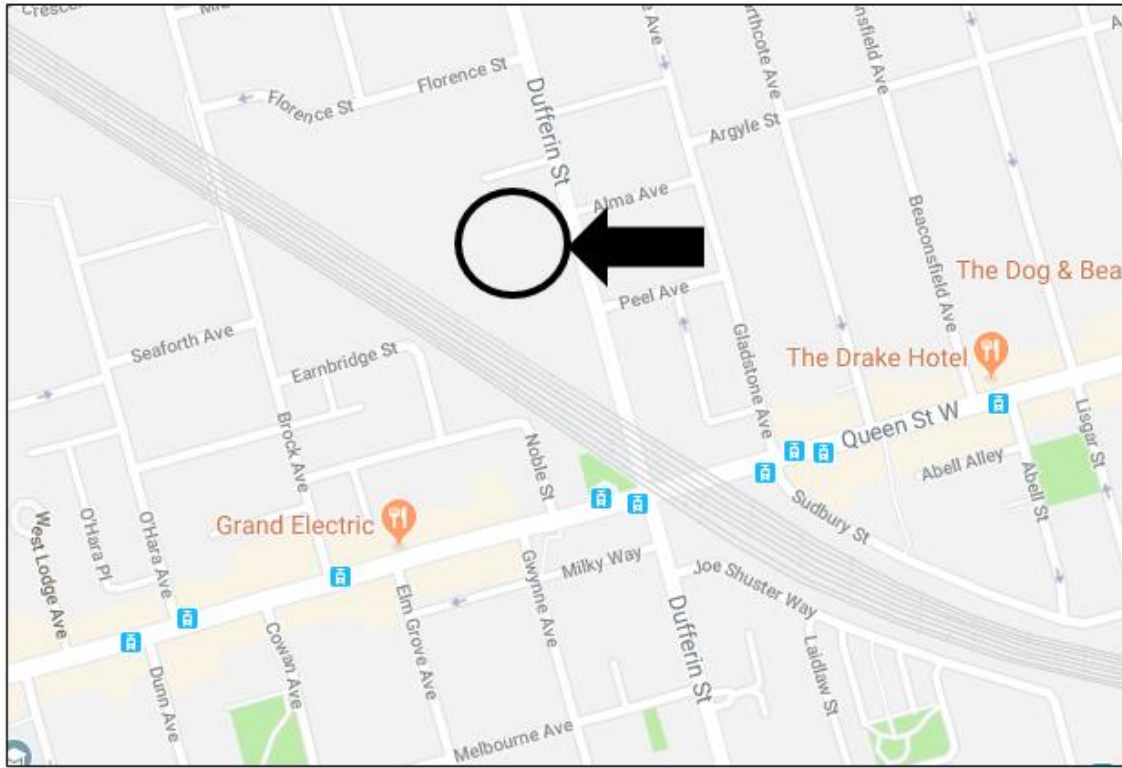 Florence St
Florence St
Dufferin St
Argyle St
Alma Ave
Beaconsfield Ave
The Dog & Bea
Peel Ave
Seaforth Ave
Earnbridge St
Gladstone Ave
The Drake Hotel
Queen St W
Brock Ave
Noble St
Lisgar St
Abell Alley
Abell St
Sudbury St
Grand Electric
West Lodge Ave
O'Hara Pl
O'Hara Ave
Gwynne Ave
Milky Way
Joe Shuster Way
Elm Grove Ave
Dufferin St
Cowan Ave
Dunn Ave
Laidlaw St
Melbourne Ave